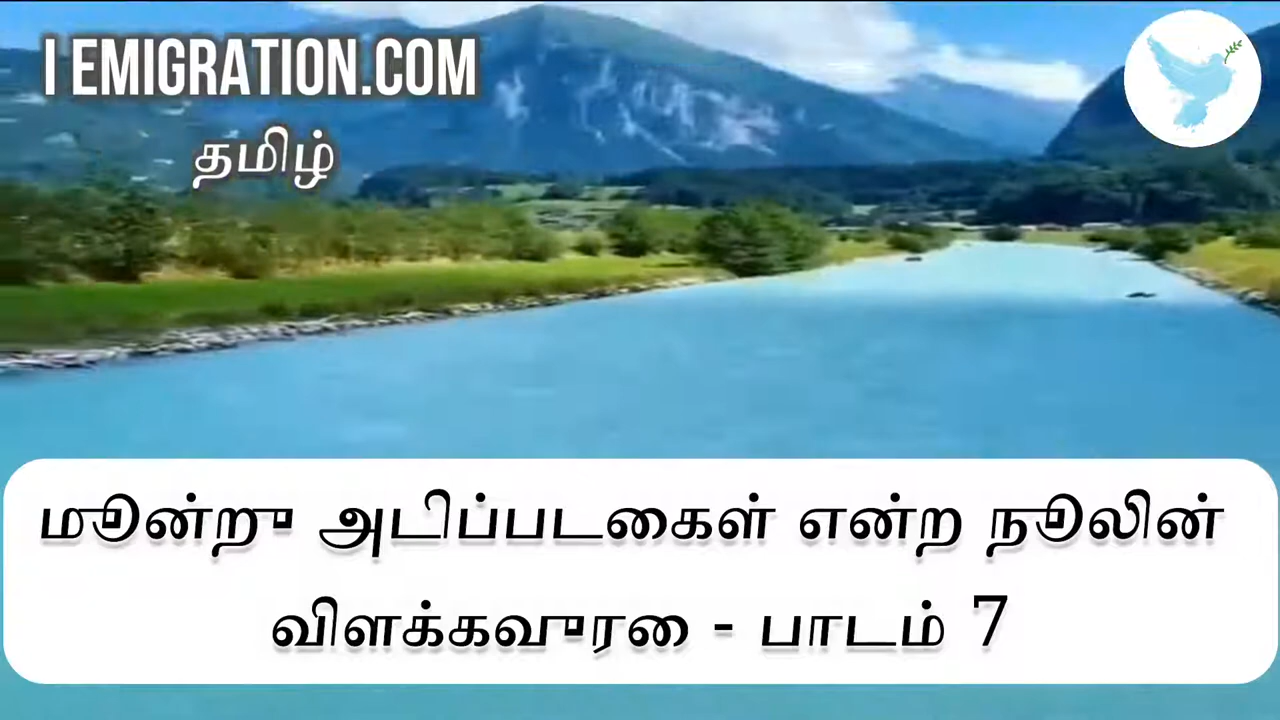 I EMIGRATION.COM
தமிழ்
மூன்று அடிப்படைகள் என்ற நூலின்
விளக்கவுரை - பாடம் 7